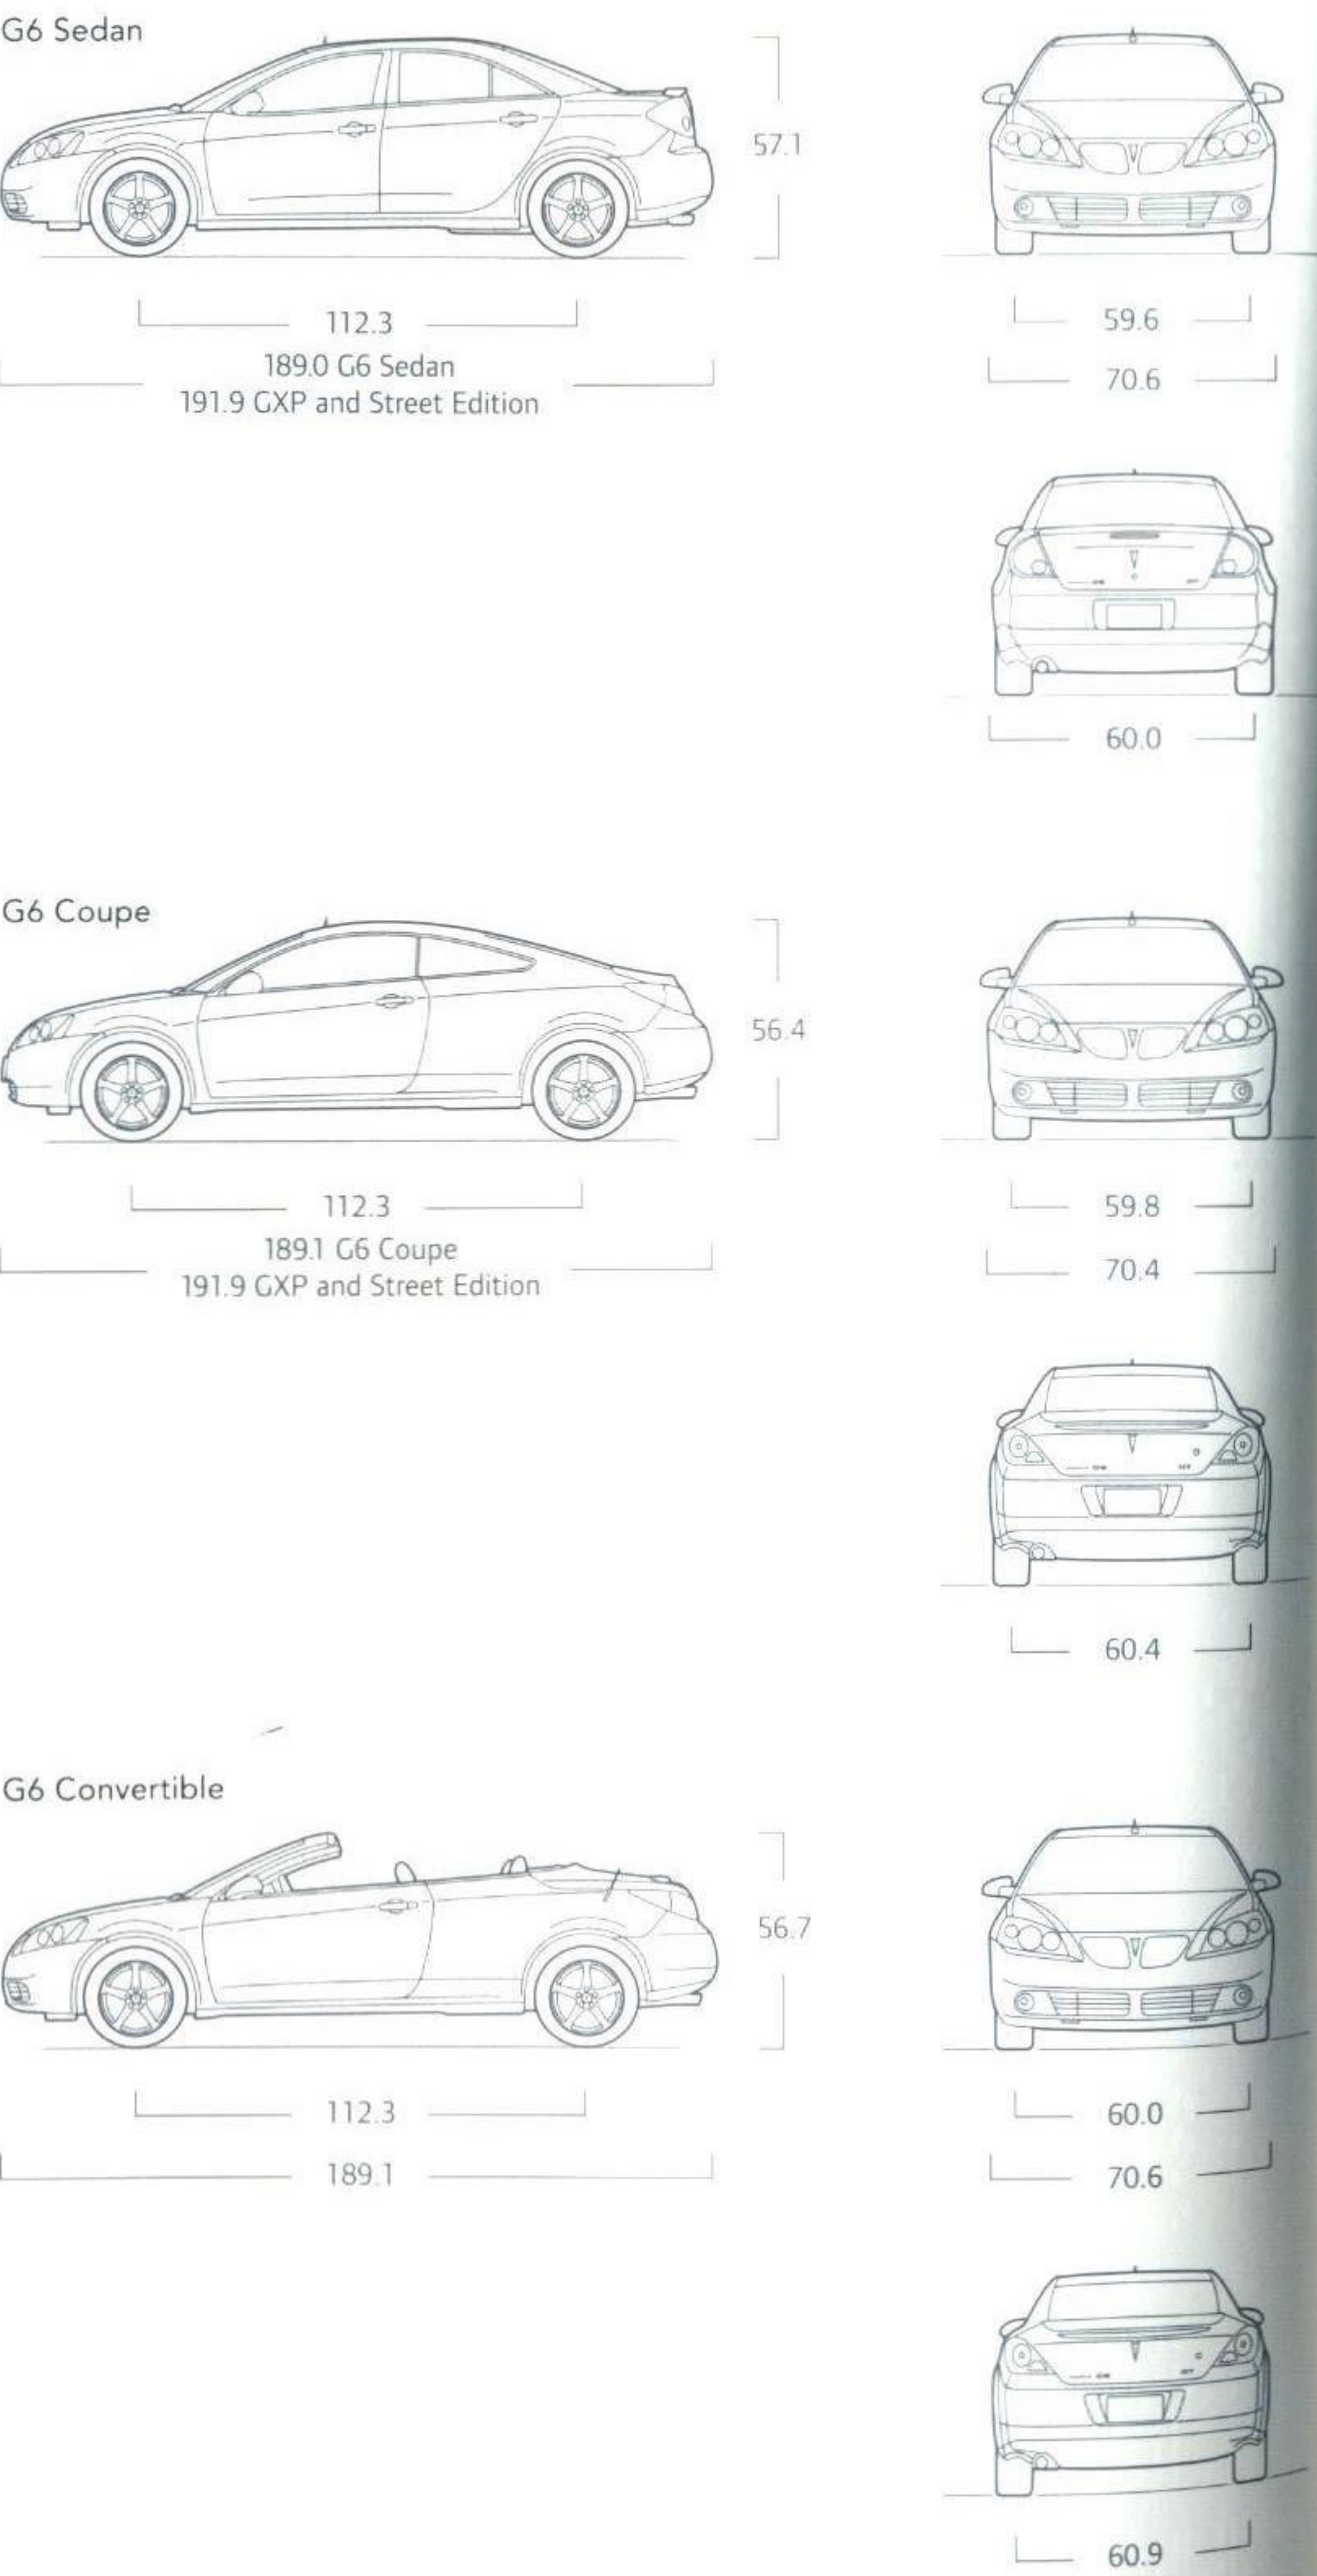 G6 Sedan
57.1
112.3
189.0 G6 Sedan
191.9 GXP and Street Edition
59.6
70.6
60.0
G6 Coupe
56.4
112.3
189.1 G6 Coupe
191.9 GXP and Street Edition
59.8
70.4
60.4
G6 Convertible
56.7
112.3
189.1
60.0
70.6
60.9